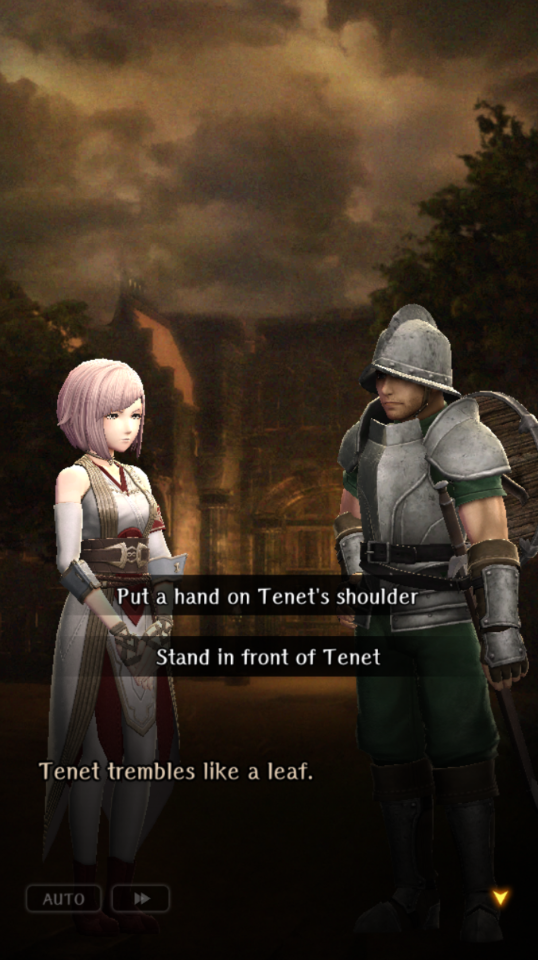 Put a hand on Tenet's shoulder
Stand in front of Tenet
Tenet trembles like a leaf.
AUTO